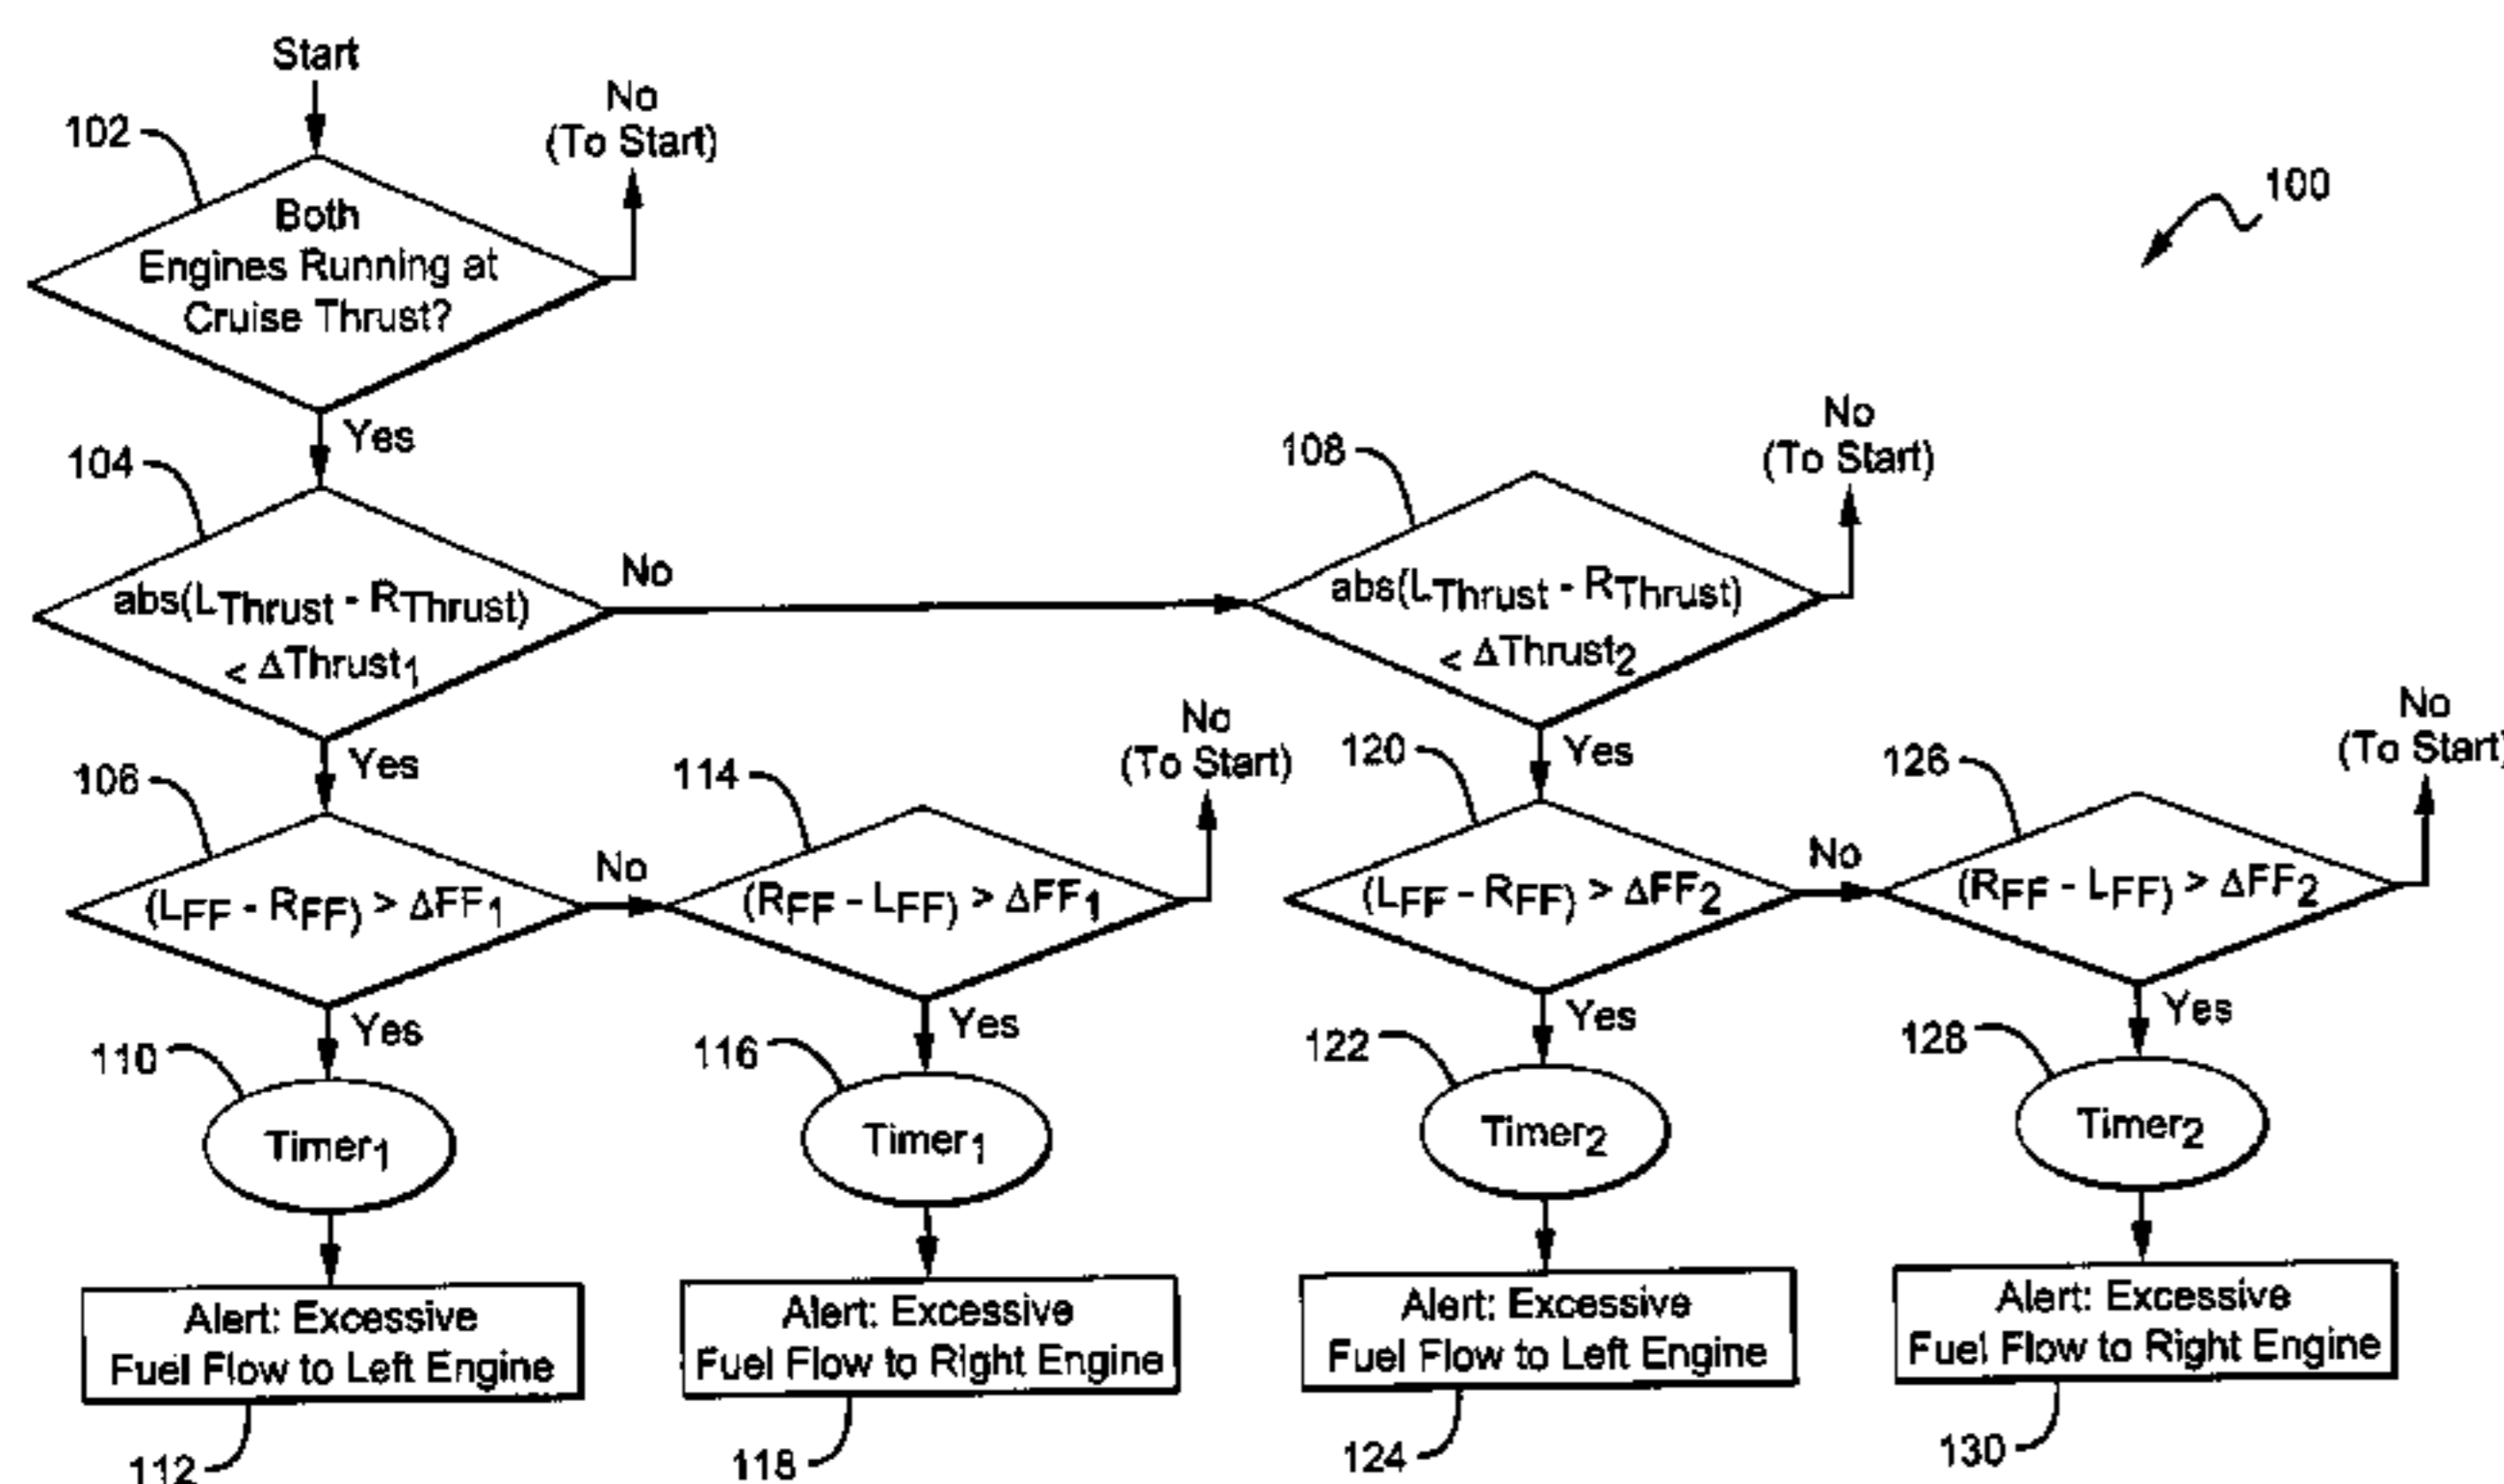 Start
No
(To Start)
102
100
Both
Engines Running at
Cruise Thrust?
Yes
104
abs(LThrust - RThrust)
< ΔThrust1
No
108
No
(To Start)
abs(LThrust - RThrust)
< ΔThrust2
Yes
106
(LFF - RFF) > ΔFF1
No
114
No
(To Start)
(RFF - LFF) > ΔFF1
Yes
120
(LFF - RFF) > ΔFF2
No
126
No
(To Start)
(RFF - LFF) > ΔFF2
Yes
110
Timer1
Yes
116
Timer1
Yes
122
Timer2
Yes
128
Timer2
Alert: Excessive
Fuel Flow to Left Engine
112
Alert: Excessive
Fuel Flow to Right Engine
118
Alert: Excessive
Fuel Flow to Left Engine
124
Alert: Excessive
Fuel Flow to Right Engine
130